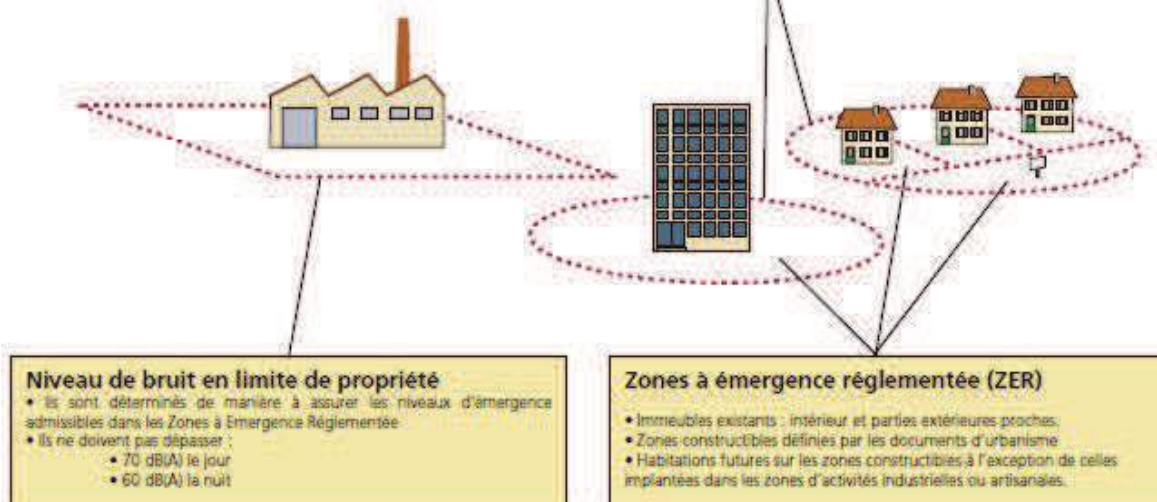 Niveau de bruit en limite de propriété
• Ils sont déterminés de manière à assurer les niveaux d'émergence
admissibles dans les Zones à Emergence Réglementée
• Ils ne doivent pas dépasser :
• 70 dB(A) le jour
• 60 dB(A) la nuit
Zones à émergence réglementée (ZER)
• Immeubles existants : intérieur et parties extérieures proches.
• Zones constructibles définies par les documents d'urbanisme
• Habitations futures sur les zones constructibles à l'exception de celles
implantées dans les zones d'activités industrielles ou artisanales.